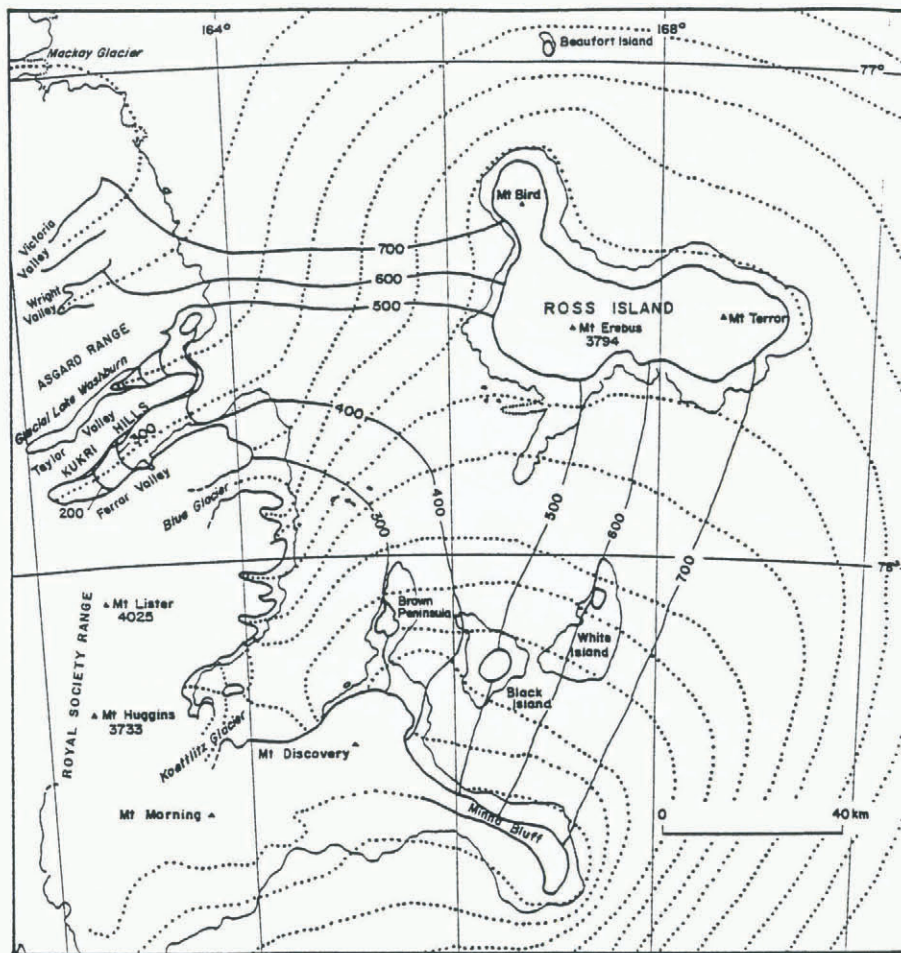 164°
168°
Beaufort Island
Mackay Glacier
77°
Mt Bird
Victoria
Valley
700
600
Wright
Valley
500
ROSS ISLAND
Mt Erebus
3794
Mt Terror
ASGARD RANGE
Glacial Lake Washburn
Taylor Valley
KUKRI HILLS
300
400
200
Ferrar Valley
Blue Glacier
400
300
400
500
600
700
78°
Mt Lister
4025
Brown
Peninsula
White
Island
Black
Island
ROYAL SOCIETY RANGE
Mt Huggins
3733
Koettlitz Glacier
Mt Discovery
Mt Morning
Minna Bluff
0
40 km